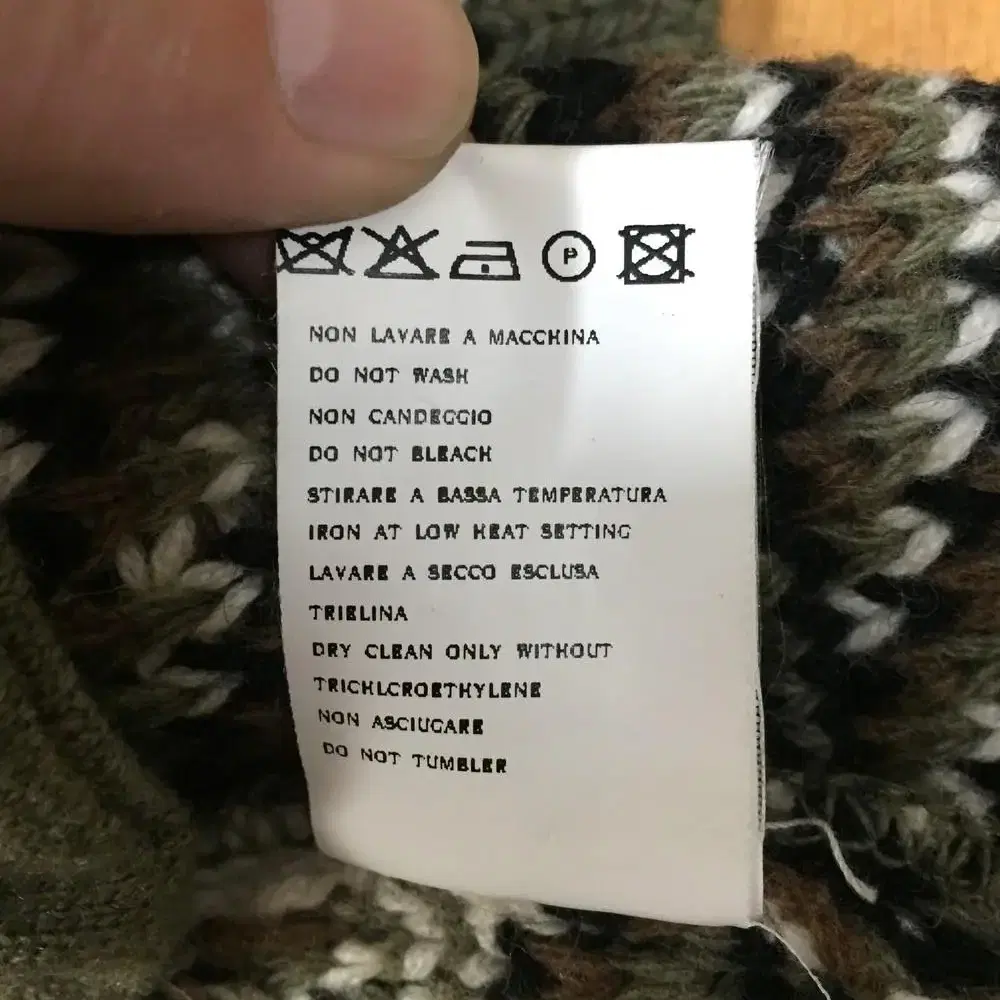 P
NON LAVARE A MACCHINA
DO NOT WASH
NON CANDEGGIO
DO NOT BLEACH
STIRARE A BASSA TEMPERATURA
IRON AT LOW HEAT SETTING
LAVARE A SECCO ESCLUSA
TRIELINA
DRY CLEAN ONLY WITHOUT
TRICHLOROETHYLENE
NON ASCIUGARE
DO NOT TUMBLER